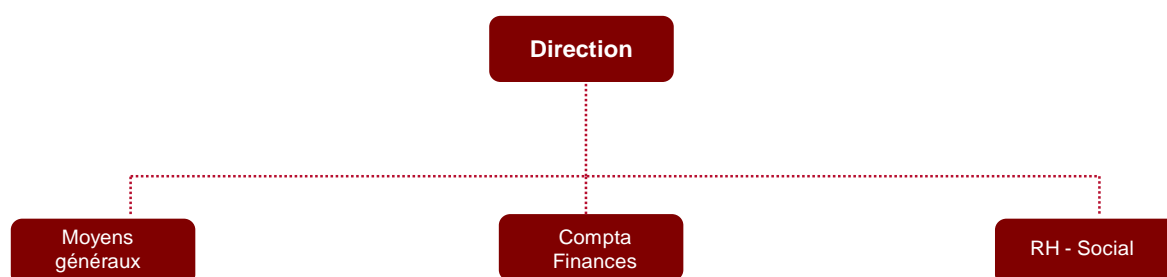 Direction
Moyens
généraux
Compta
Finances
RH - Social